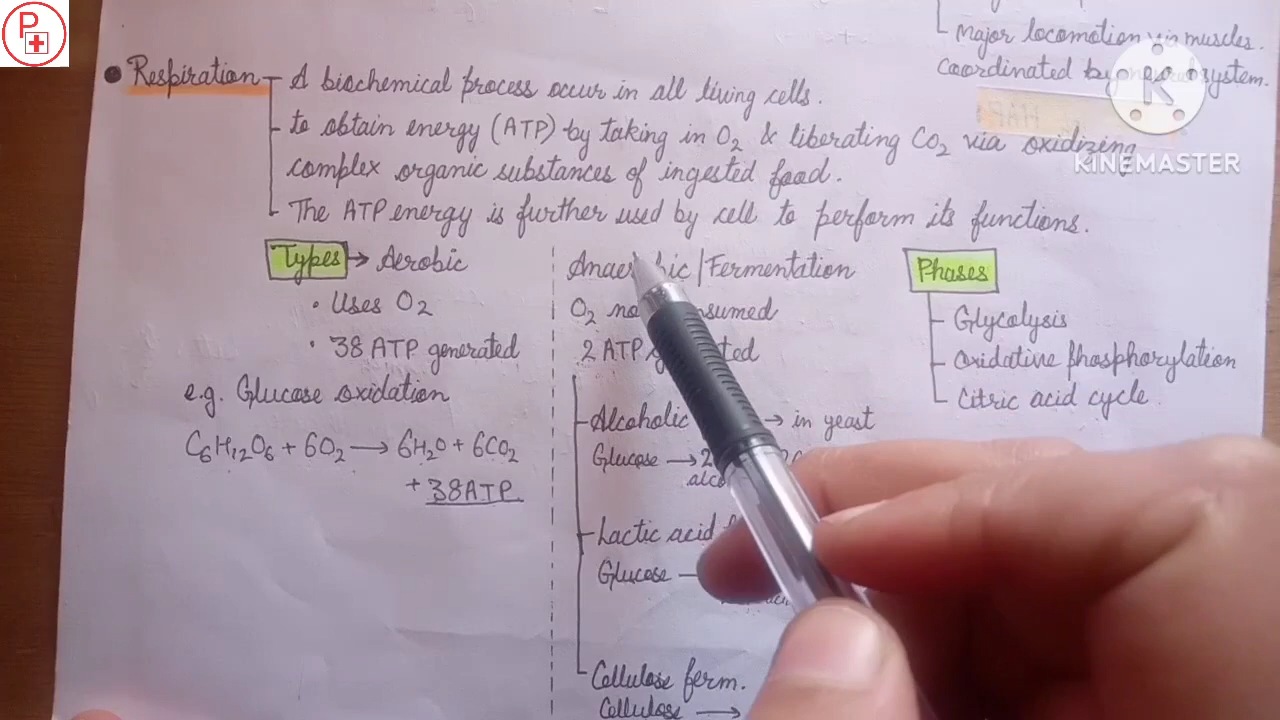 P
Major locomotion via muscles.
Coordinated by
system.
K
KINEMASTER
Respiration
A biochemical process occur in all living cells.
to obtain energy (ATP) by taking in O2 & liberating CO2 via oxidizing
complex organic substances of ingested food.
The ATP energy is further used by cell to perform its functions.
Types → Aerobic
• Uses O2
• 38 ATP generated
e.g. Glucose oxidation
C6H12O6 + 6O2 → 6H2O + 6CO2
+ 38ATP
/Fermentation
O2
2 ATP
Alcoholic → in yeast
Glucose → 2
Lactic acid
Glucose
Cellulose ferm.
Cellulose →
Phases
Glycolysis
Oxidative Phosphorylation
Citric acid cycle